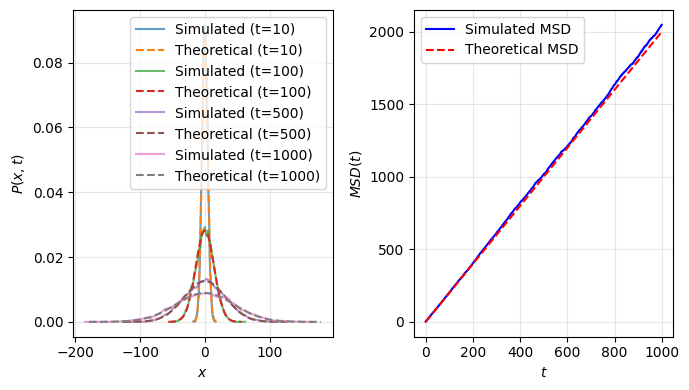 Simulated (t=10)
Theoretical (t=10)
Simulated (t=100)
Theoretical (t=100)
Simulated (t=500)
Theoretical (t=500)
Simulated (t=1000)
Theoretical (t=1000)
0.08
0.06
0.04
0.02
0.00
P(x, t)
−200
−100
0
100
x
Simulated MSD
Theoretical MSD
2000
1500
1000
500
0
MSD(t)
0
200
400
600
800
1000
t